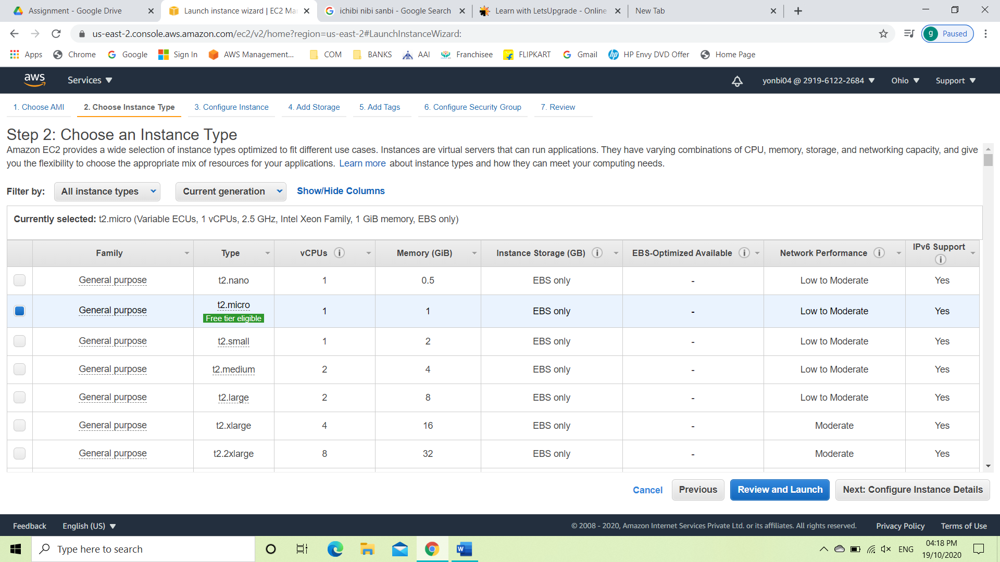 Assignment - Google Drive
Launch instance wizard | EC2 Ma
ichibi nibi sanbi - Google Search
Learn with LetsUpgrade - Online
New Tab
us-east-2.console.aws.amazon.com/ec2/v2/home?region=us-east-2#LaunchInstanceWizard:
g Paused
Apps Chrome Google Sign In AWS Management... COM BANKS AAI Franchisee FLIPKART Gmail HP Envy DVD Offer Home Page
aws Services yonbi04 @ 2919-6122-2684 Ohio Support
1. Choose AMI 2. Choose Instance Type 3. Configure Instance 4. Add Storage 5. Add Tags 6. Configure Security Group 7. Review
Step 2: Choose an Instance Type
Amazon EC2 provides a wide selection of instance types optimized to fit different use cases. Instances are virtual servers that can run applications. They have varying combinations of CPU, memory, storage, and networking capacity, and give
you the flexibility to choose the appropriate mix of resources for your applications. Learn more about instance types and how they can meet your computing needs.
Filter by: All instance types Current generation Show/Hide Columns
Currently selected: t2.micro (Variable ECUs, 1 vCPUs, 2.5 GHz, Intel Xeon Family, 1 GiB memory, EBS only)
Family Type vCPUs Memory (GiB) Instance Storage (GB) EBS-Optimized Available Network Performance IPv6 Support
General purpose t2.nano 1 0.5 EBS only - Low to Moderate Yes
General purpose t2.micro 1 1 EBS only - Low to Moderate Yes
Free tier eligible
General purpose t2.small 1 2 EBS only - Low to Moderate Yes
General purpose t2.medium 2 4 EBS only - Low to Moderate Yes
General purpose t2.large 2 8 EBS only - Low to Moderate Yes
General purpose t2.xlarge 4 16 EBS only - Moderate Yes
General purpose t2.2xlarge 8 32 EBS only - Moderate Yes
Cancel Previous Review and Launch Next: Configure Instance Details
Feedback English (US) © 2008 - 2020, Amazon Internet Services Private Ltd. or its affiliates. All rights reserved. Privacy Policy Terms of Use
Type here to search
ENG
04:18 PM
19/10/2020